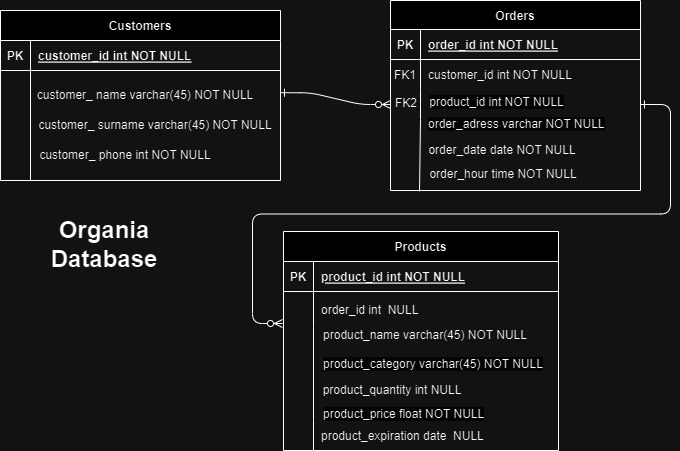 Customers
PK customer_id int NOT NULL
customer_ name varchar(45) NOT NULL
customer_ surname varchar(45) NOT NULL
customer_ phone int NOT NULL
Orders
PK order_id int NOT NULL
FK1 customer_id int NOT NULL
FK2 product_id int NOT NULL
order_adress varchar NOT NULL
order_date date NOT NULL
order_hour time NOT NULL
Organia
Database
Products
PK product_id int NOT NULL
order_id int NULL
product_name varchar(45) NOT NULL
product_category varchar(45) NOT NULL
product_quantity int NULL
product_price float NOT NULL
product_expiration date NULL